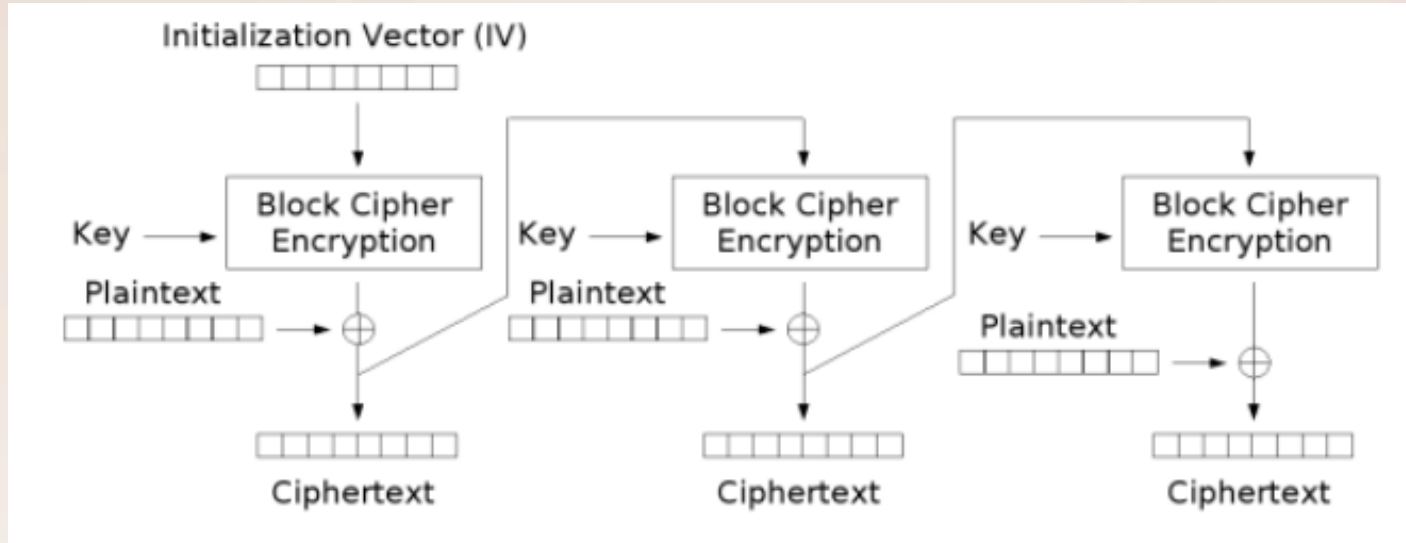 Initialization Vector (IV)
Block Cipher
Encryption
Key
Plaintext
Ciphertext
Block Cipher
Encryption
Key
Plaintext
Ciphertext
Block Cipher
Encryption
Key
Plaintext
Ciphertext